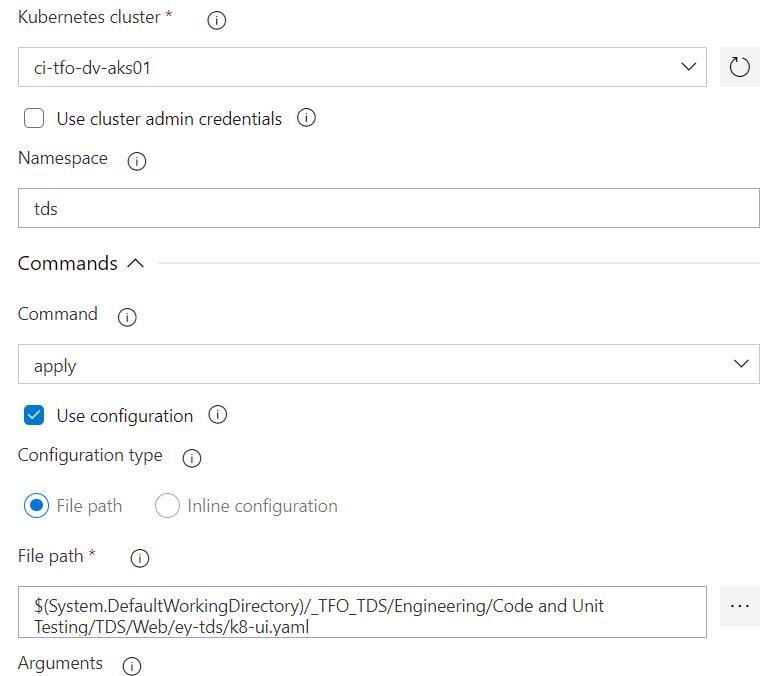 Kubernetes cluster *
ci-tfo-dv-aks01
Use cluster admin credentials
Namespace
tds
Commands
Command
apply
Use configuration
Configuration type
File path Inline configuration
File path *
$(System.DefaultWorkingDirectory)/_TFO_TDS/Engineering/Code and Unit
Testing/TDS/Web/ey-tds/k8-ui.yaml
Arguments